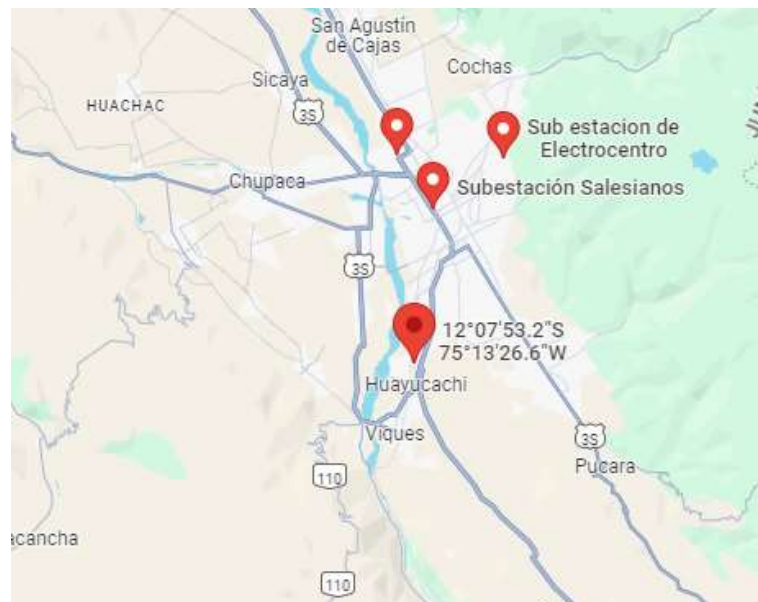 San Agustín
de Cajas
Cochas
Sicaya
HUACHAC
3S
Sub estacion de
Electrocentro
Chupaca
Subestación Salesianos
3S
12°07'53.2"S
75°13'26.6"W
Huayucachi
Viques
3S
Pucara
110
acancha
110